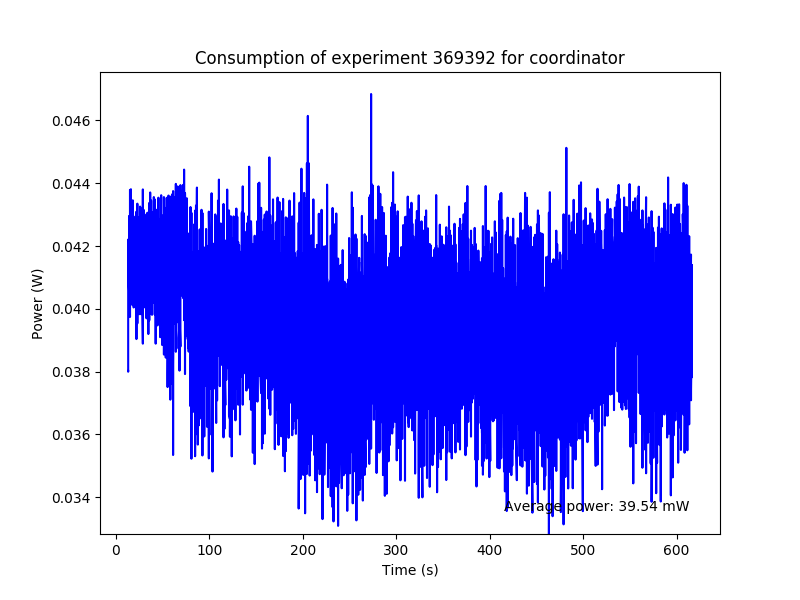 Consumption of experiment 369392 for coordinator
Power (W)
0.046
0.044
0.042
0.040
0.038
0.036
0.034
Average power: 39.54 mW
0 100 200 300 400 500 600
Time (s)